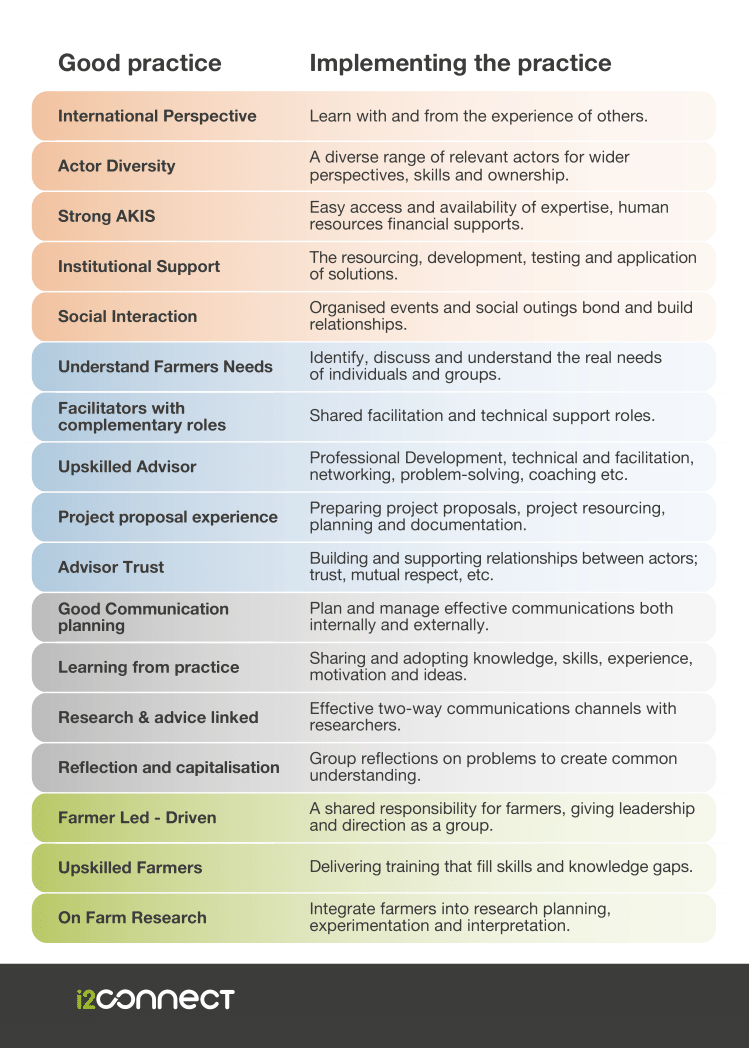 Good practice
Implementing the practice
International Perspective
Learn with and from the experience of others.
Actor Diversity
A diverse range of relevant actors for wider
perspectives, skills and ownership.
Strong AKIS
Easy access and availability of expertise, human
resources financial supports.
Institutional Support
The resourcing, development, testing and application
of solutions.
Social Interaction
Organised events and social outings bond and build
relationships.
Understand Farmers Needs
Identify, discuss and understand the real needs
of individuals and groups.
Facilitators with
complementary roles
Shared facilitation and technical support roles.
Upskilled Advisor
Professional Development, technical and facilitation,
networking, problem-solving, coaching etc.
Project proposal experience
Preparing project proposals, project resourcing,
planning and documentation.
Advisor Trust
Building and supporting relationships between actors;
trust, mutual respect, etc.
Good Communication
planning
Plan and manage effective communications both
internally and externally.
Learning from practice
Sharing and adopting knowledge, skills, experience,
motivation and ideas.
Research & advice linked
Effective two-way communications channels with
researchers.
Reflection and capitalisation
Group reflections on problems to create common
understanding.
Farmer Led - Driven
A shared responsibility for farmers, giving leadership
and direction as a group.
Upskilled Farmers
Delivering training that fill skills and knowledge gaps.
On Farm Research
Integrate farmers into research planning,
experimentation and interpretation.
i2connect